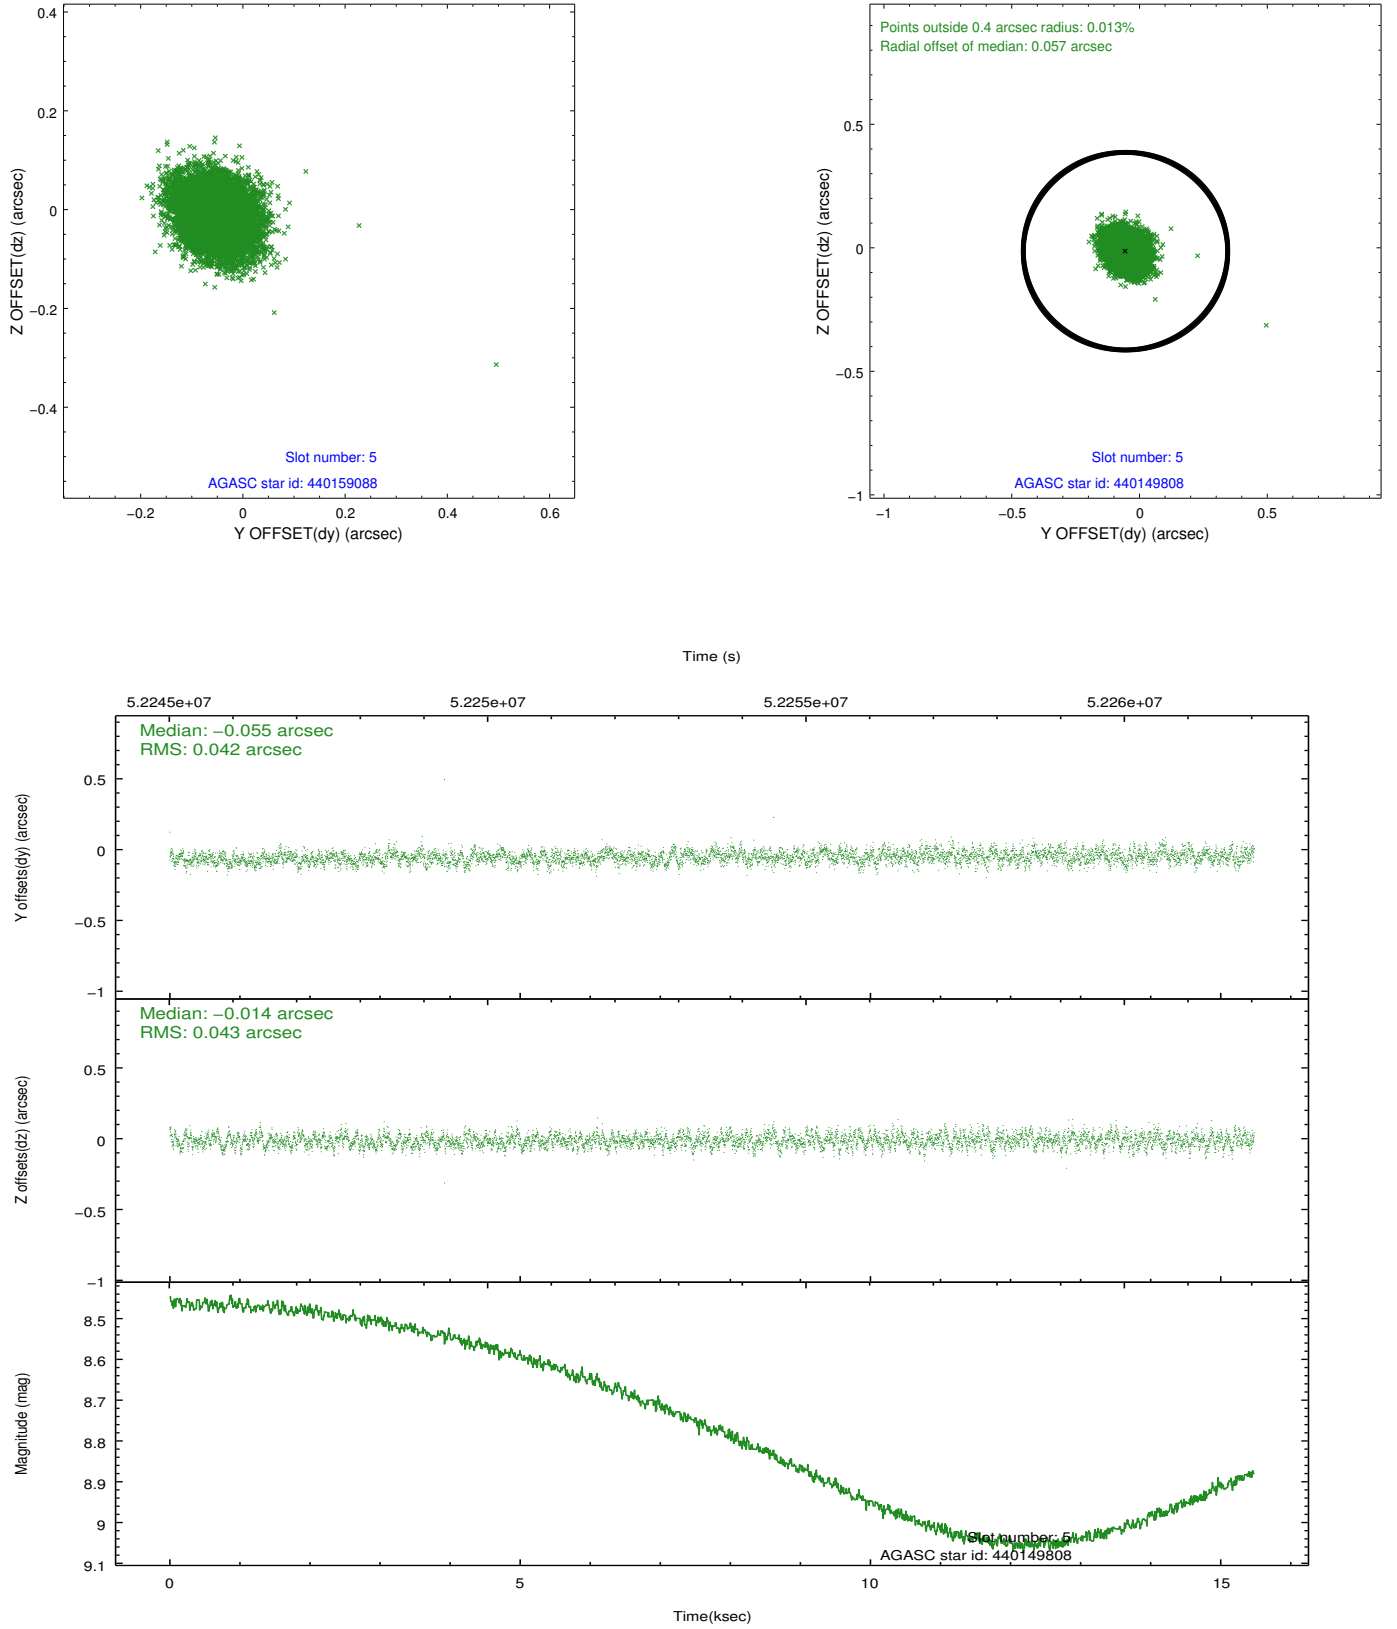 0.4
0.2
0
−0.2
−0.4
Z OFFSET(dz) (arcsec)
Slot number: 5
AGASC star id: 440159088
−0.2
0
0.2
0.4
0.6
Y OFFSET(dy) (arcsec)
Points outside 0.4 arcsec radius: 0.013%
Radial offset of median: 0.057 arcsec
0.5
0
−0.5
−1
Z OFFSET(dz) (arcsec)
Slot number: 5
AGASC star id: 440149808
−1
−0.5
0
0.5
Y OFFSET(dy) (arcsec)
Time (s)
5.2245e+07
5.225e+07
5.2255e+07
5.226e+07
Median: −0.055 arcsec
RMS: 0.042 arcsec
0.5
0
−0.5
−1
Y offsets(dy) (arcsec)
Median: −0.014 arcsec
RMS: 0.043 arcsec
0.5
0
−0.5
−1
Z offsets(dz) (arcsec)
8.5
8.6
8.7
8.8
8.9
9
9.1
Magnitude (mag)
Slot number: 5
AGASC star id: 440149808
0
5
10
15
Time(ksec)